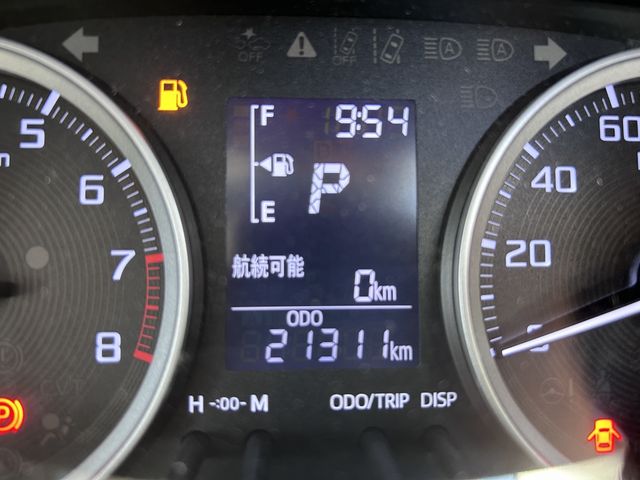 OFF
OFF
A
A
F
9:54
P
E
航続可能
0km
ODO
21311km
H -:00- M
ODO/TRIP DISP
5
6
7
8
0
20
40
60
P